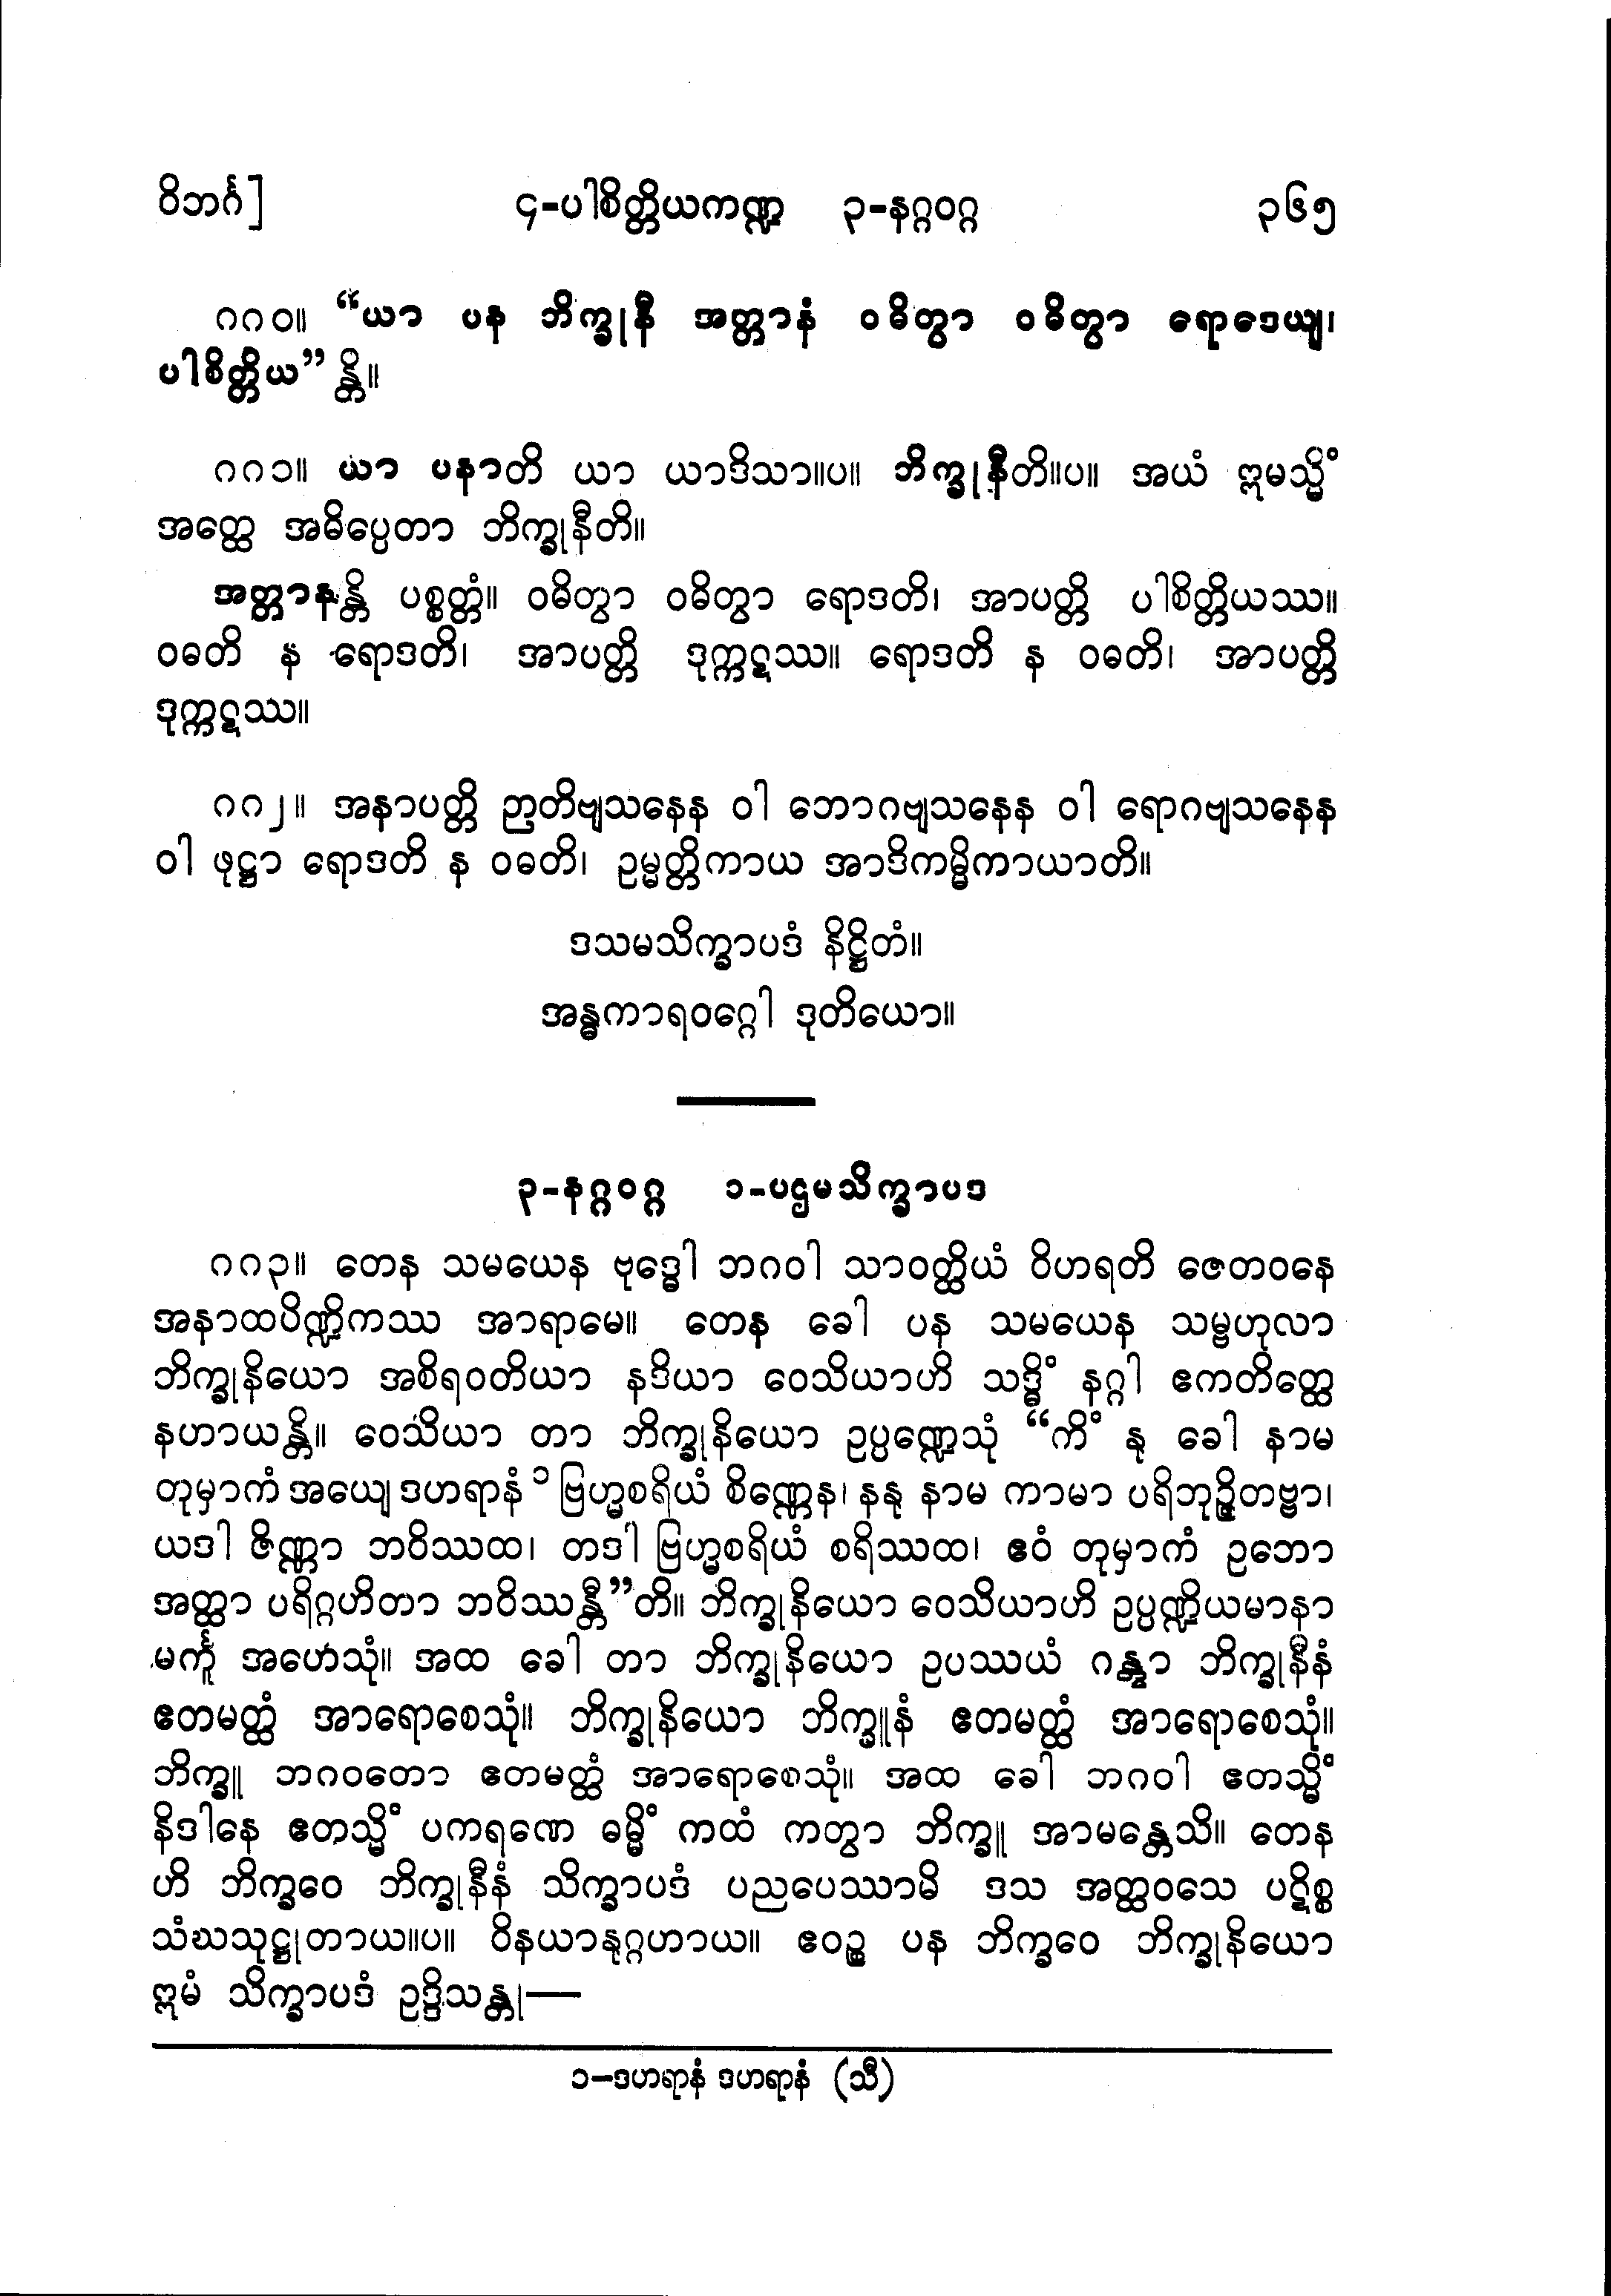 ဝိဘင်္ဂ] ၄-ပါစိတ္တိယကဏ္ဍ ၃-နဂ္ဂဝဂ္ဂ ၃၆၅
၈၈၀။ “ယာ ပန ဘိက္ခုနီ အတ္တာနံ ဝဓိတွာ ဝဓိတွာ ရောဒေယျ၊
ပါစိတ္တိယ”န္တိ။
၈၈၁။ ယာ ပနာတိ ယာ ယာဒိသာ။ပ။ ဘိက္ခုနီတိ။ပ။ အယံ ဣမသ္မိံ
အတ္ထေ အဓိပ္ပေတာ ဘိက္ခုနီတိ။
အတ္တာနန္တိ ပစ္စတ္တံ။ ဝဓိတွာ ဝဓိတွာ ရောဒတိ၊ အာပတ္တိ ပါစိတ္တိယဿ။
ဝဓတိ န ရောဒတိ၊ အာပတ္တိ ဒုက္ကဋဿ။ ရောဒတိ န ဝဓတိ၊ အာပတ္တိ
ဒုက္ကဋဿ။
၈၈၂။ အနာပတ္တိ ဉာတိဗျသနေန ဝါ ဘောဂဗျသနေန ဝါ ရောဂဗျသနေန
ဝါ ဖုဋ္ဌာ ရောဒတိ န ဝဓတိ၊ ဥမ္မတ္တိကာယ အာဒိကမ္မိကာယာတိ။
ဒသမသိက္ခာပဒံ နိဋ္ဌိတံ။
အန္ဓကာရဝဂ္ဂေါ ဒုတိယော။
၃-နဂ္ဂဝဂ္ဂ ၁-ပဌမသိက္ခာပဒ
၈၈၃။ တေန သမယေန ဗုဒ္ဓေါ ဘဂဝါ သာဝတ္ထိယံ ဝိဟရတိ ဇေတဝနေ
အနာထပိဏ္ဍိကဿ အာရာမေ။ တေန ခေါ ပန သမယေန သမ္ဗဟုလာ
ဘိက္ခုနိယော အစိရဝတိယာ နဒိယာ ဝေသိယာဟိ သဒ္ဓိံ နဂ္ဂါ ဧကတိတ္ထေ
နဟာယန္တိ။ ဝေသိယာ တာ ဘိက္ခုနိယော ဥပ္ပဏ္ဍေသုံ “ကိံ နု ခေါ နာမ
တုမှာကံ အယျေ ဒဟရာနံ ၁ ဗြဟ္မစရိယံ စိဏ္ဏေန၊ နနု နာမ ကာမာ ပရိဘုဉ္ဇိတဗ္ဗာ၊
ယဒါ ဇိဏ္ဏာ ဘဝိဿထ၊ တဒါ ဗြဟ္မစရိယံ စရိဿထ၊ ဧဝံ တုမှာကံ ဥဘော
အတ္ထာ ပရိဂ္ဂဟိတာ ဘဝိဿန္တီ”တိ။ ဘိက္ခုနိယော ဝေသိယာဟိ ဥပ္ပဏ္ဍိယမာနာ
မင်္ကူ အဟေသုံ။ အထ ခေါ တာ ဘိက္ခုနိယော ဥပဿယံ ဂန္တွာ ဘိက္ခုနီနံ
ဧတမတ္ထံ အာရောစေသုံ။ ဘိက္ခုနိယော ဘိက္ခူနံ ဧတမတ္ထံ အာရောစေသုံ။
ဘိက္ခူ ဘဂဝတော ဧတမတ္ထံ အာရောစေသုံ။ အထ ခေါ ဘဂဝါ ဧတသ္မိံ
နိဒါနေ ဧတသ္မိံ ပကရဏေ ဓမ္မိံ ကထံ ကတွာ ဘိက္ခူ အာမန္တေသိ။ တေန
ဟိ ဘိက္ခဝေ ဘိက္ခုနီနံ သိက္ခာပဒံ ပညပေဿာမိ ဒသ အတ္ထဝသေ ပဋိစ္စ
သံဃသုဋ္ဌုတာယ။ပ။ ဝိနယာနုဂ္ဂဟာယ။ ဧဝဉ္စ ပန ဘိက္ခဝေ ဘိက္ခုနိယော
ဣမံ သိက္ခာပဒံ ဥဒ္ဒိသန္တု—
၁-ဒဟရာနံ ဒဟရာနံ (သီ)